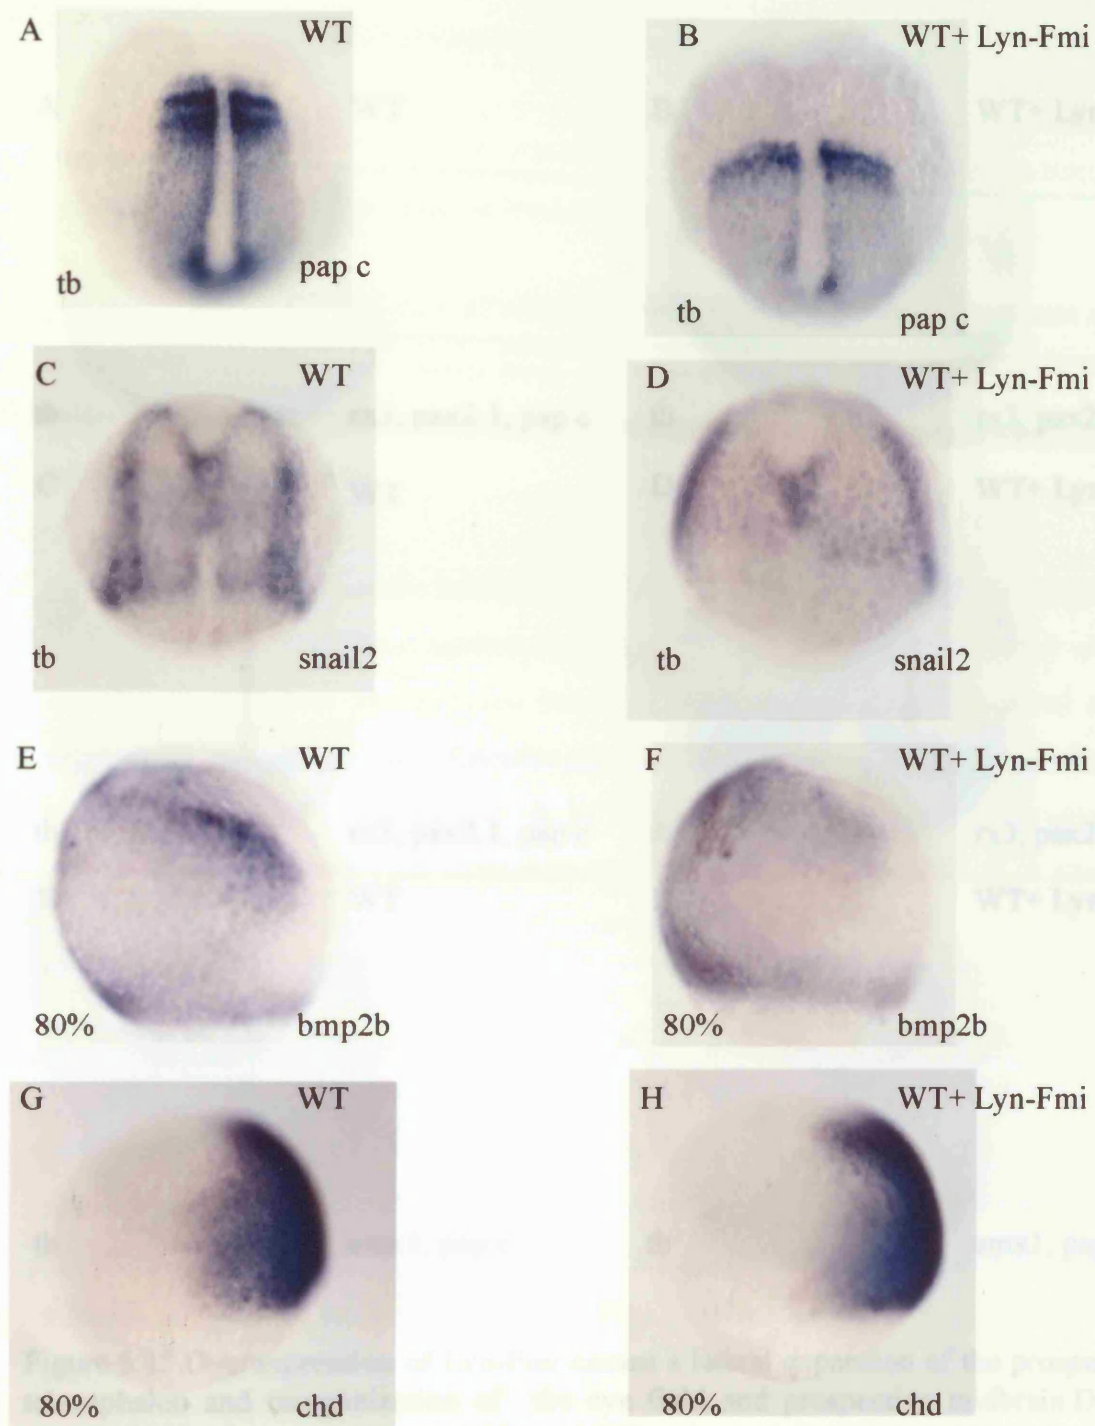 A WT
B WT+ Lyn-Fmi
tb pap c
tb pap c
C WT
D WT+ Lyn-Fmi
tb snail2
tb snail2
E WT
F WT+ Lyn-Fmi
80% bmp2b
80% bmp2b
G WT
H WT+ Lyn-Fmi
80% chd
80% chd